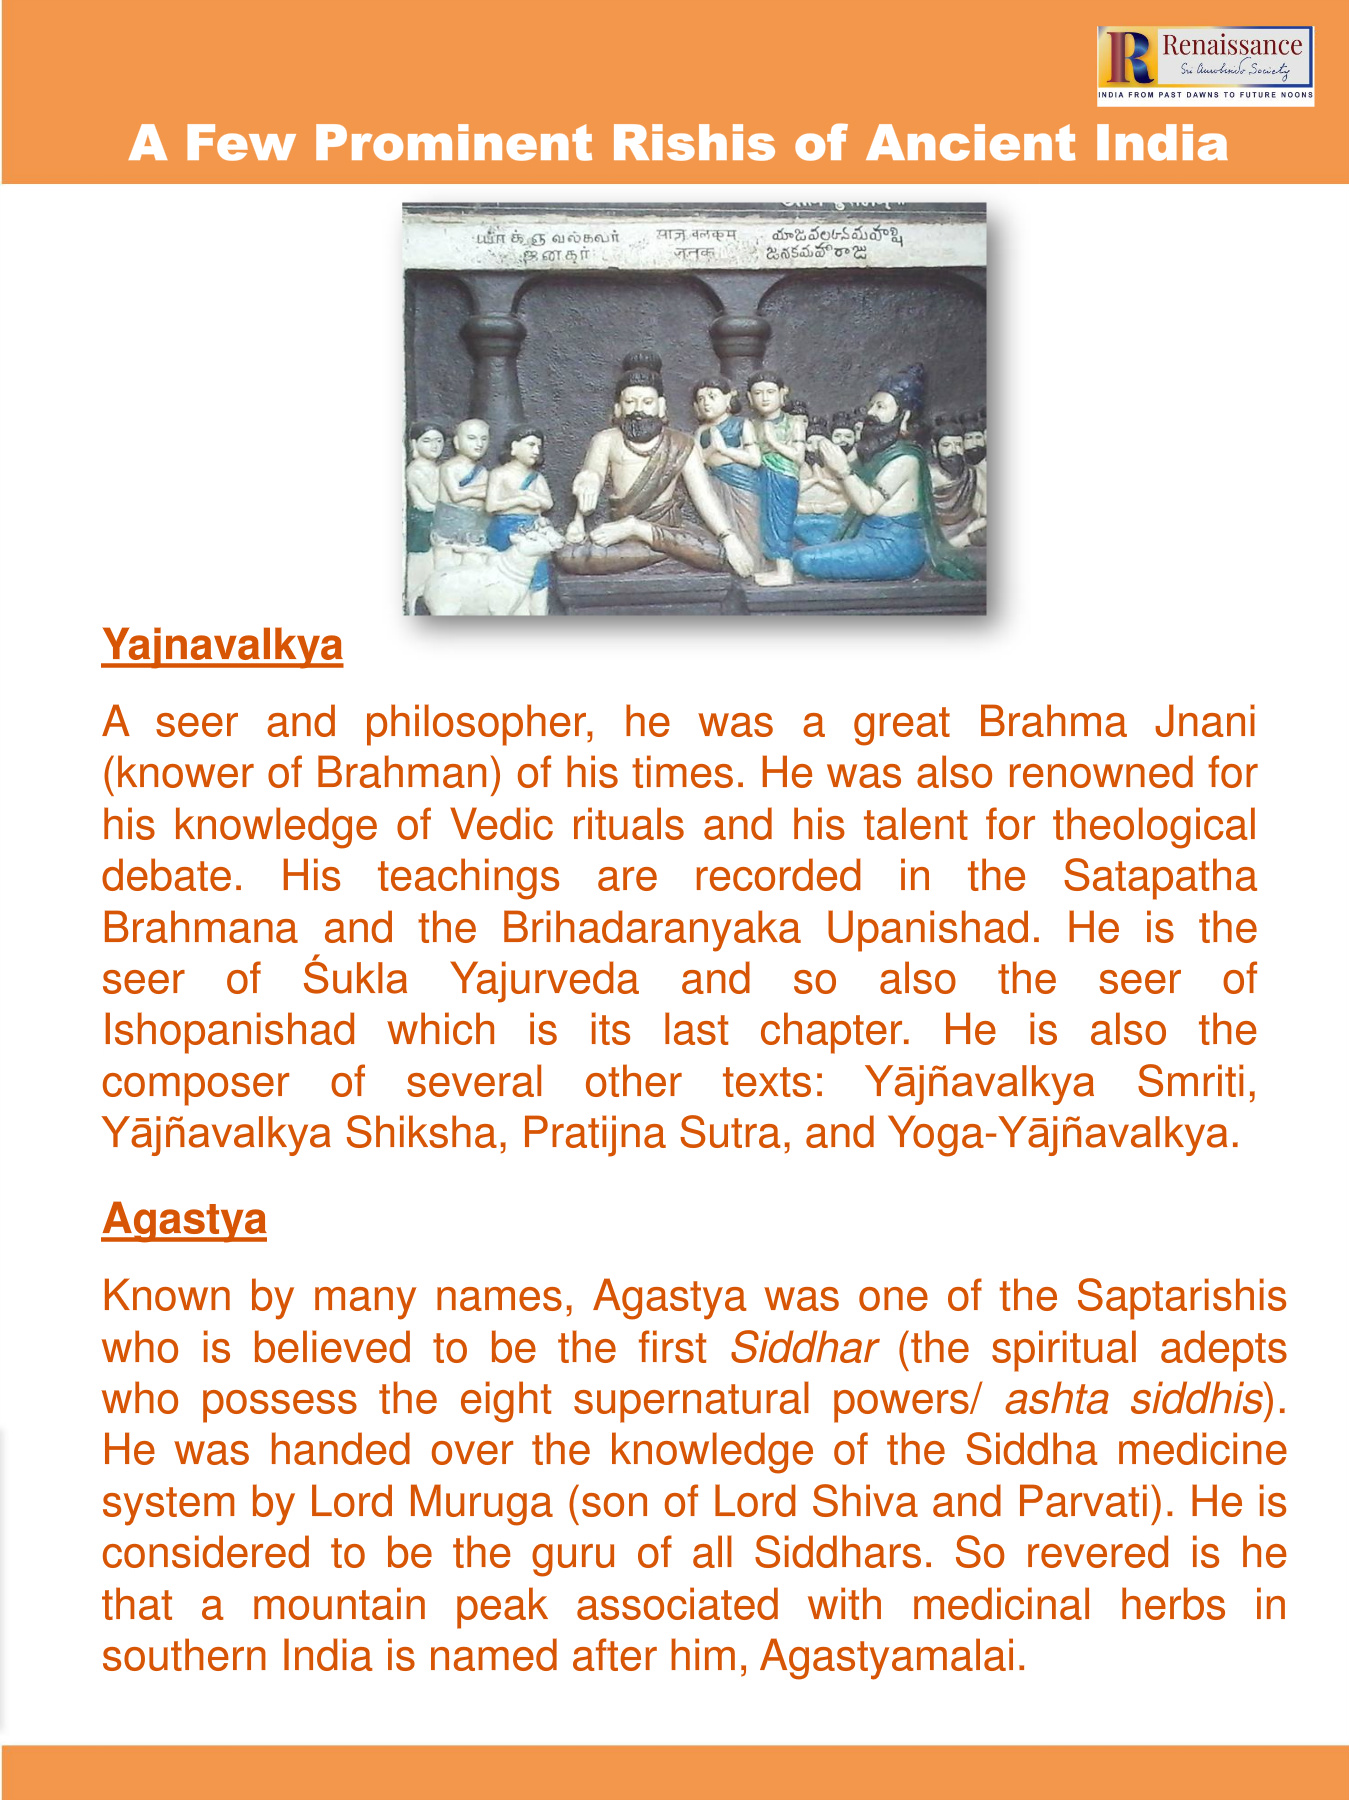 Renaissance
Sri Aurobindo Society
INDIA FROM PAST DAWNS TO FUTURE NOONS
A Few Prominent Rishis of Ancient India
யாக்ஞவல்கவர்
ஜனகர்
जनक
జనకమహారాజు
Yajnavalkya
A seer and philosopher, he was a great Brahma Jnani
(knower of Brahman) of his times. He was also renowned for
his knowledge of Vedic rituals and his talent for theological
debate. His teachings are recorded in the Satapatha
Brahmana and the Brihadaranyaka Upanishad. He is the
seer of Śukla Yajurveda and so also the seer of
Ishopanishad which is its last chapter. He is also the
composer of several other texts: Yājñavalkya Smriti,
Yājñavalkya Shiksha, Pratijna Sutra, and Yoga-Yājñavalkya.
Agastya
Known by many names, Agastya was one of the Saptarishis
who is believed to be the first Siddhar (the spiritual adepts
who possess the eight supernatural powers/ ashta siddhis).
He was handed over the knowledge of the Siddha medicine
system by Lord Muruga (son of Lord Shiva and Parvati). He is
considered to be the guru of all Siddhars. So revered is he
that a mountain peak associated with medicinal herbs in
southern India is named after him, Agastyamalai.